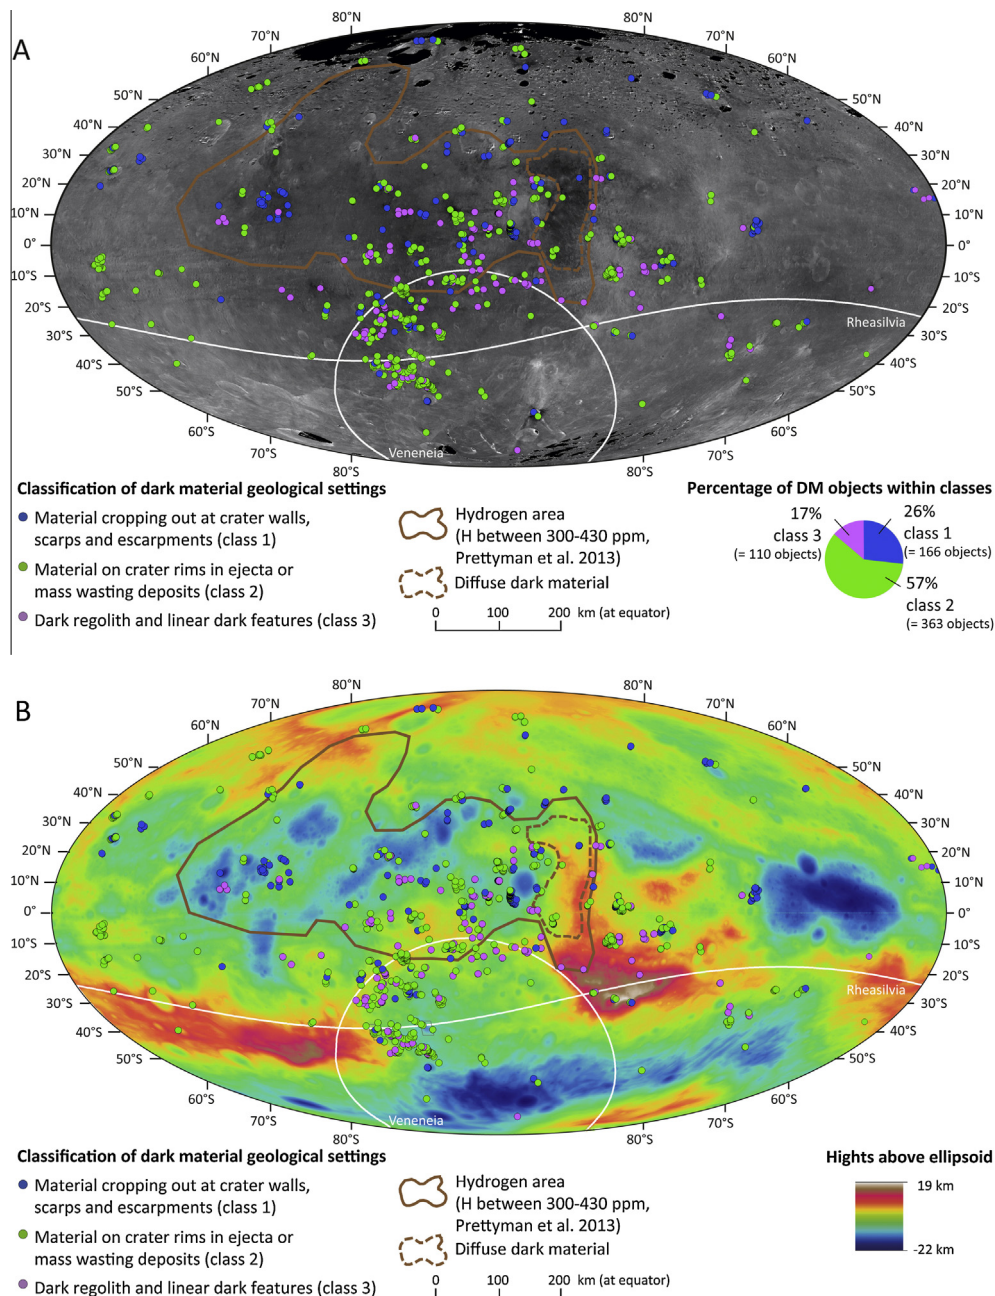 A
80°N
80°N
70°N
70°N
60°N
60°N
50°N
50°N
40°N
40°N
30°N
30°N
20°N
20°N
10°N
10°N
0°
0°
10°S
10°S
20°S
20°S
30°S
Rheasilvia
30°S
40°S
40°S
50°S
50°S
60°S
60°S
70°S
Veneneia
70°S
80°S
80°S
Classification of dark material geological settings
Material cropping out at crater walls,
scarps and escarpments (class 1)
Material on crater rims in ejecta or
mass wasting deposits (class 2)
Dark regolith and linear dark features (class 3)
Hydrogen area
(H between 300-430 ppm,
Prettyman et al. 2013)
Diffuse dark material
0 100 200 km (at equator)
Percentage of DM objects within classes
17%
class 3
(= 110 objects)
26%
class 1
(= 166 objects)
57%
class 2
(= 363 objects)
B
80°N
80°N
70°N
70°N
60°N
60°N
50°N
50°N
40°N
40°N
30°N
30°N
20°N
20°N
10°N
10°N
0°
0°
10°S
10°S
20°S
20°S
30°S
Rheasilvia
30°S
40°S
40°S
50°S
50°S
60°S
60°S
70°S
Veneneia
70°S
80°S
80°S
Classification of dark material geological settings
Material cropping out at crater walls,
scarps and escarpments (class 1)
Material on crater rims in ejecta or
mass wasting deposits (class 2)
Dark regolith and linear dark features (class 3)
Hydrogen area
(H between 300-430 ppm,
Prettyman et al. 2013)
Diffuse dark material
0 100 200 km (at equator)
Hights above ellipsoid
19 km
-22 km